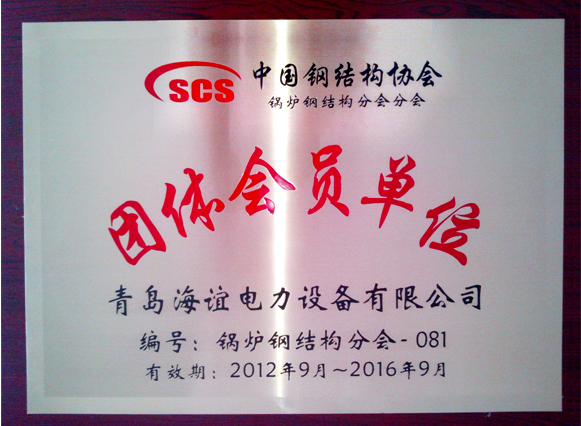 SCS 中国钢结构协会
锅炉钢结构分会分会
团体会员单位
青岛海谊电力设备有限公司
编号：锅炉钢结构分会-081
有效期：2012年9月～2016年9月